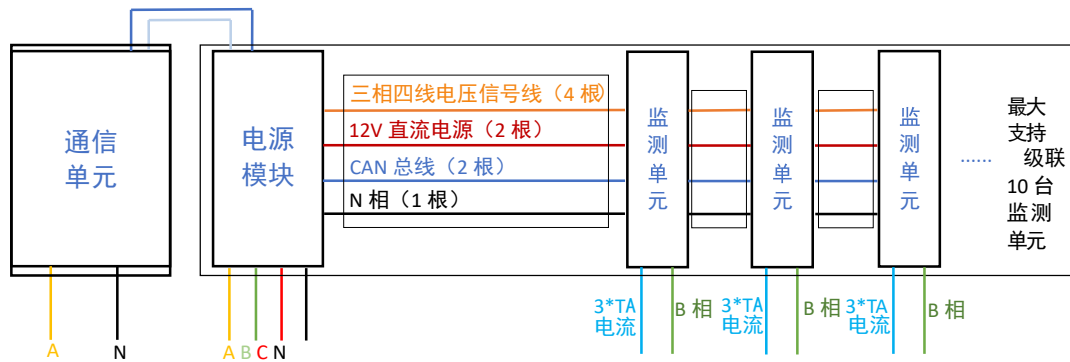 通信
单元
电源
模块
三相四线电压信号线（4 根）
12V 直流电源（2 根）
CAN 总线（2 根）
N 相（1 根）
监
测
单
元
监
测
单
元
监
测
单
元
......
最大
支持
级联
10 台
监测
单元
A
N
A
B
C
N
3*TA
电流
B 相
3*TA
电流
B 相
3*TA
电流
B 相